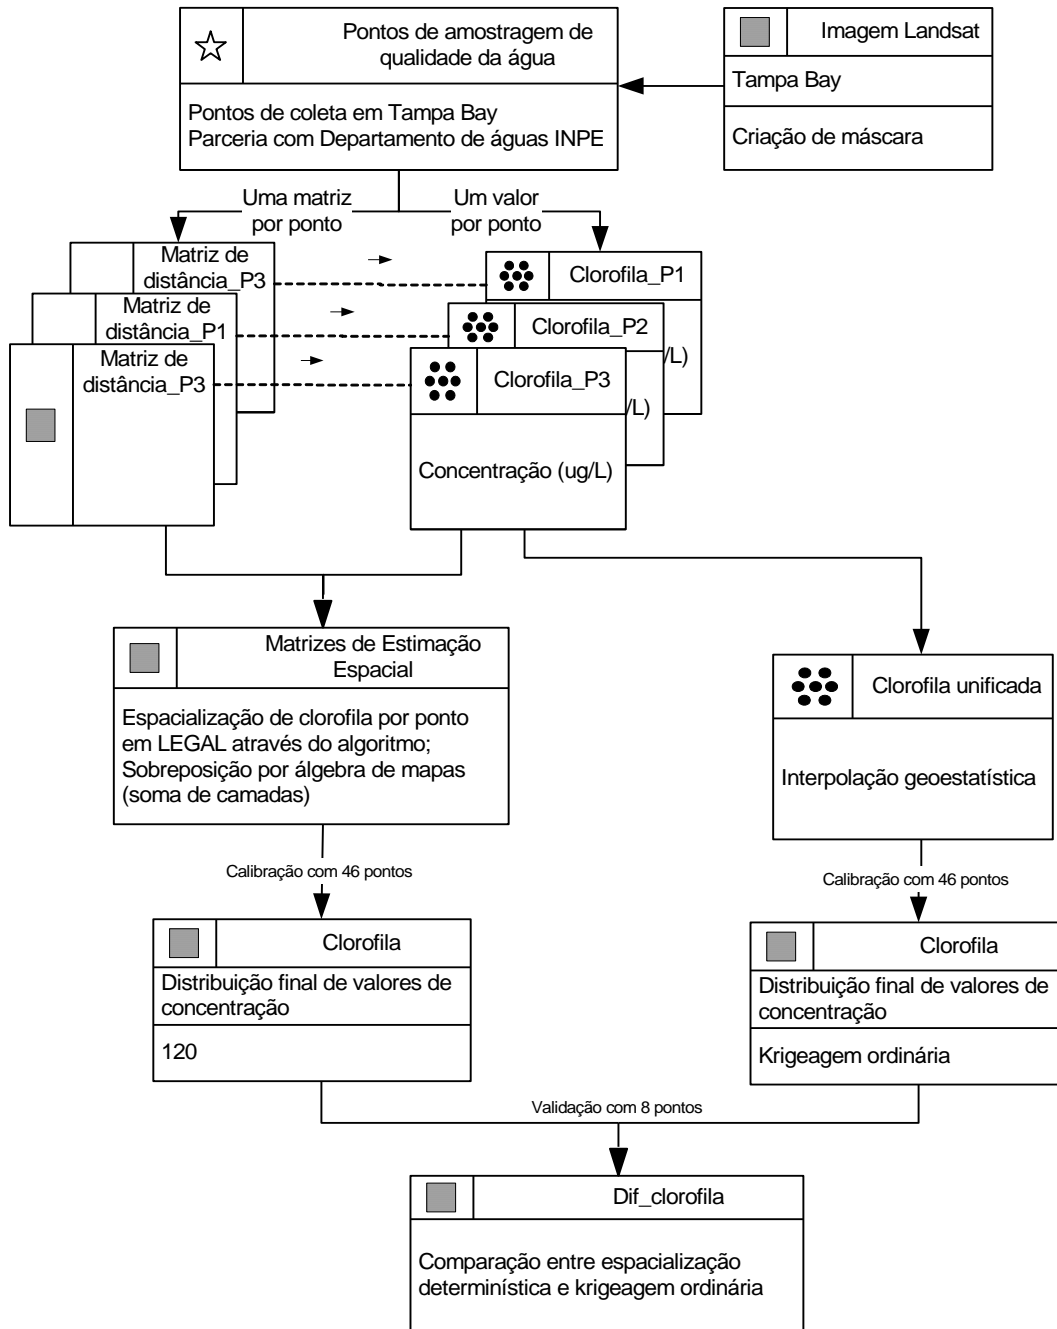 Pontos de amostragem de
qualidade da água
Pontos de coleta em Tampa Bay
Parceria com Departamento de águas INPE
Imagem Landsat
Tampa Bay
Criação de máscara
Uma matriz
por ponto
Um valor
por ponto
Matriz de
distância_P3
Matriz de
distância_P1
Matriz de
distância_P3
Clorofila_P1
/L)
Clorofila_P2
/L)
Clorofila_P3
Concentração (ug/L)
Matrizes de Estimação
Espacial
Espacialização de clorofila por ponto
em LEGAL através do algoritmo;
Sobreposição por álgebra de mapas
(soma de camadas)
Clorofila unificada
Interpolação geoestatística
Calibração com 46 pontos
Calibração com 46 pontos
Clorofila
Distribuição final de valores de
concentração
120
Clorofila
Distribuição final de valores de
concentração
Krigeagem ordinária
Validação com 8 pontos
Dif_clorofila
Comparação entre espacialização
determinística e krigeagem ordinária